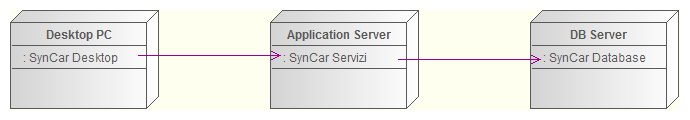 Desktop PC
: SynCar Desktop
Application Server
: SynCar Servizi
DB Server
: SynCar Database